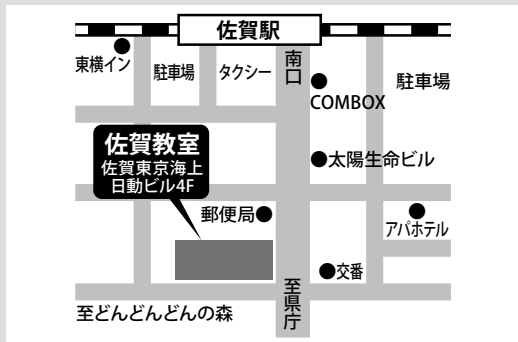 佐賀駅
東横イン
駐車場
タクシー
南口
COMBOX
駐車場
佐賀教室
佐賀東京海上
日動ビル4F
太陽生命ビル
郵便局
アパホテル
交番
至県庁
至どんどんどんの森